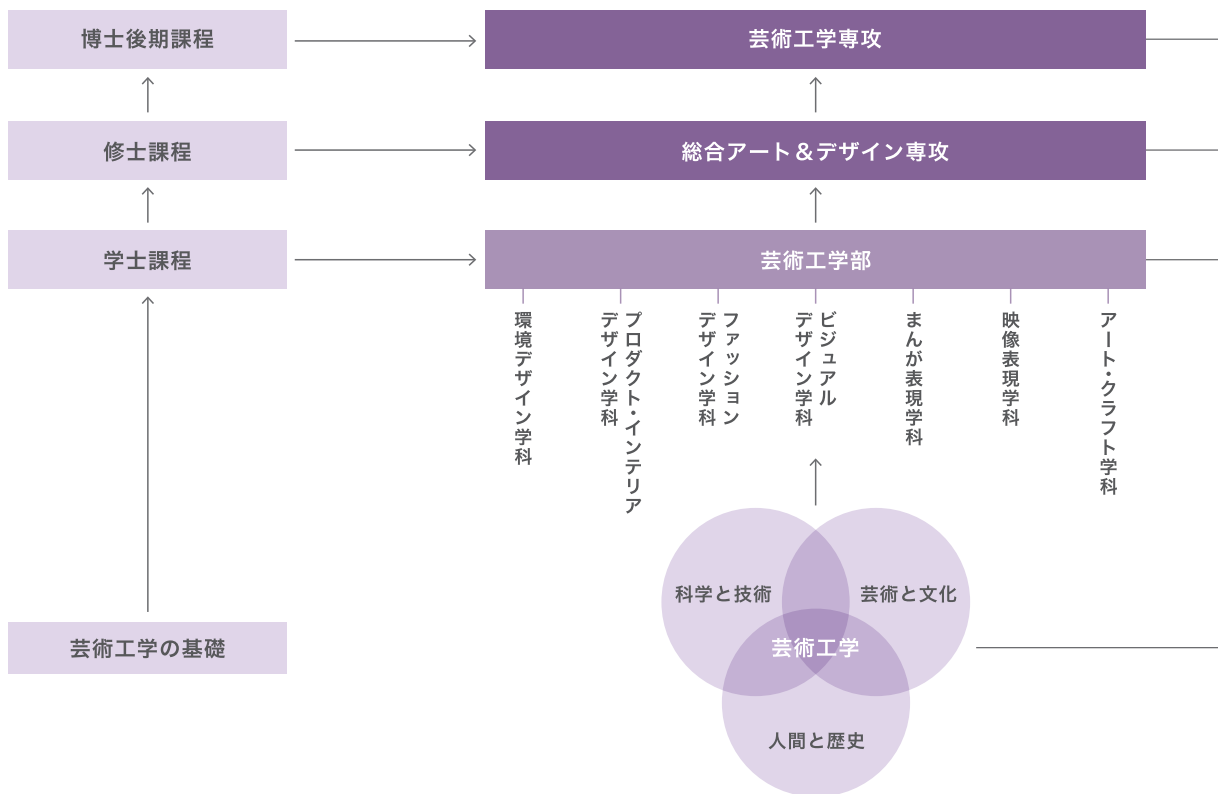 博士後期課程
芸術工学専攻
修士課程
総合アート＆デザイン専攻
学士課程
芸術工学部
環境デザイン学科
プロダクト・インテリア
デザイン学科
ファッション
デザイン学科
ビジュアル
デザイン学科
まんが表現学科
映像表現学科
アート・クラフト学科
科学と技術
芸術と文化
芸術工学の基礎
芸術工学
人間と歴史